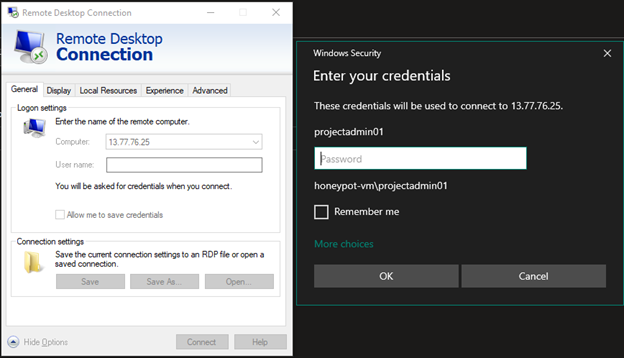 Remote Desktop Connection
Remote Desktop
Connection
General
Display
Local Resources
Experience
Advanced
Logon settings
Enter the name of the remote computer.
Computer:
13.77.76.25
User name:
You will be asked for credentials when you connect.
Allow me to save credentials
Connection settings
Save the current connection settings to an RDP file or open a
saved connection.
Save
Save As...
Open...
Hide Options
Connect
Help
Windows Security
Enter your credentials
These credentials will be used to connect to 13.77.76.25.
projectadmin01
Password
honeypot-vm\projectadmin01
Remember me
More choices
OK
Cancel